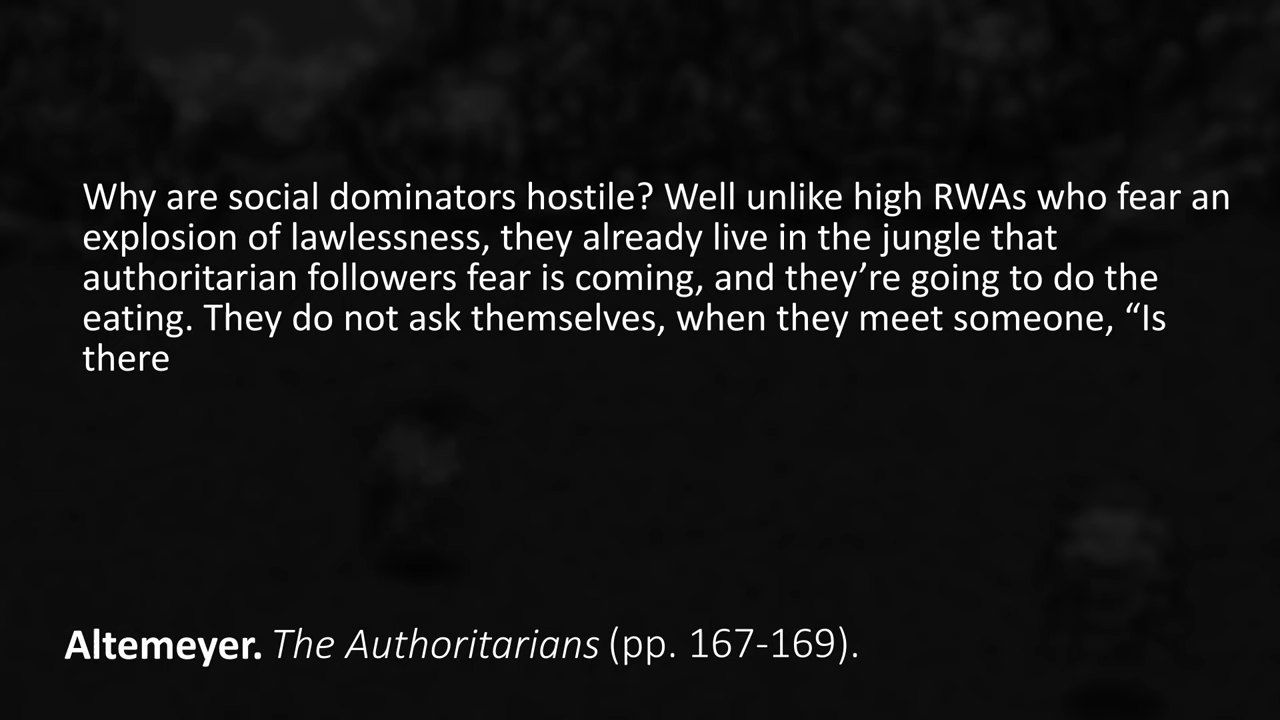 Why are social dominators hostile? Well unlike high RWAs who fear an
explosion of lawlessness, they already live in the jungle that
authoritarian followers fear is coming, and they’re going to do the
eating. They do not ask themselves, when they meet someone, “Is
there
Altemeyer. The Authoritarians (pp. 167-169).